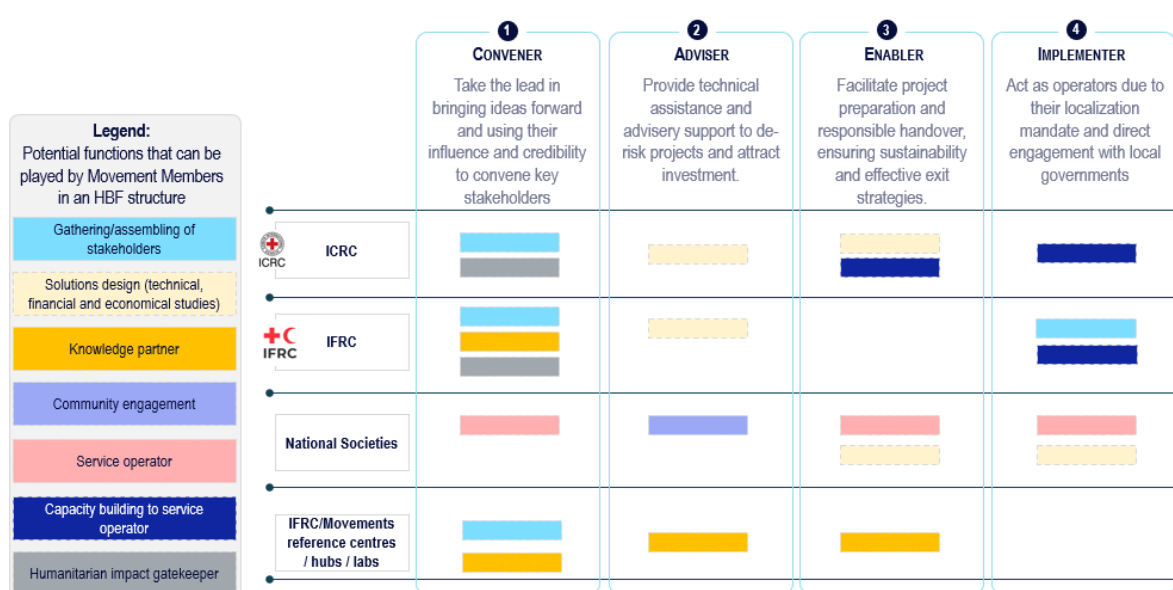 1
CONVENER
Take the lead in
bringing ideas forward
and using their
influence and credibility
to convene key
stakeholders
2
ADVISER
Provide technical
assistance and
advisery support to de-
risk projects and attract
investment.
3
ENABLER
Facilitate project
preparation and
responsible handover,
ensuring sustainability
and effective exit
strategies.
4
IMPLEMENTER
Act as operators due to
their localization
mandate and direct
engagement with local
governments
Legend:
Potential functions that can be
played by Movement Members
in an HBF structure
Gathering/assembling of
stakeholders
Solutions design (technical,
financial and economical studies)
Knowledge partner
Community engagement
Service operator
Capacity building to service
operator
Humanitarian impact gatekeeper
ICRC
ICRC
IFRC
IFRC
National Societies
IFRC/Movements
reference centres
/ hubs / labs